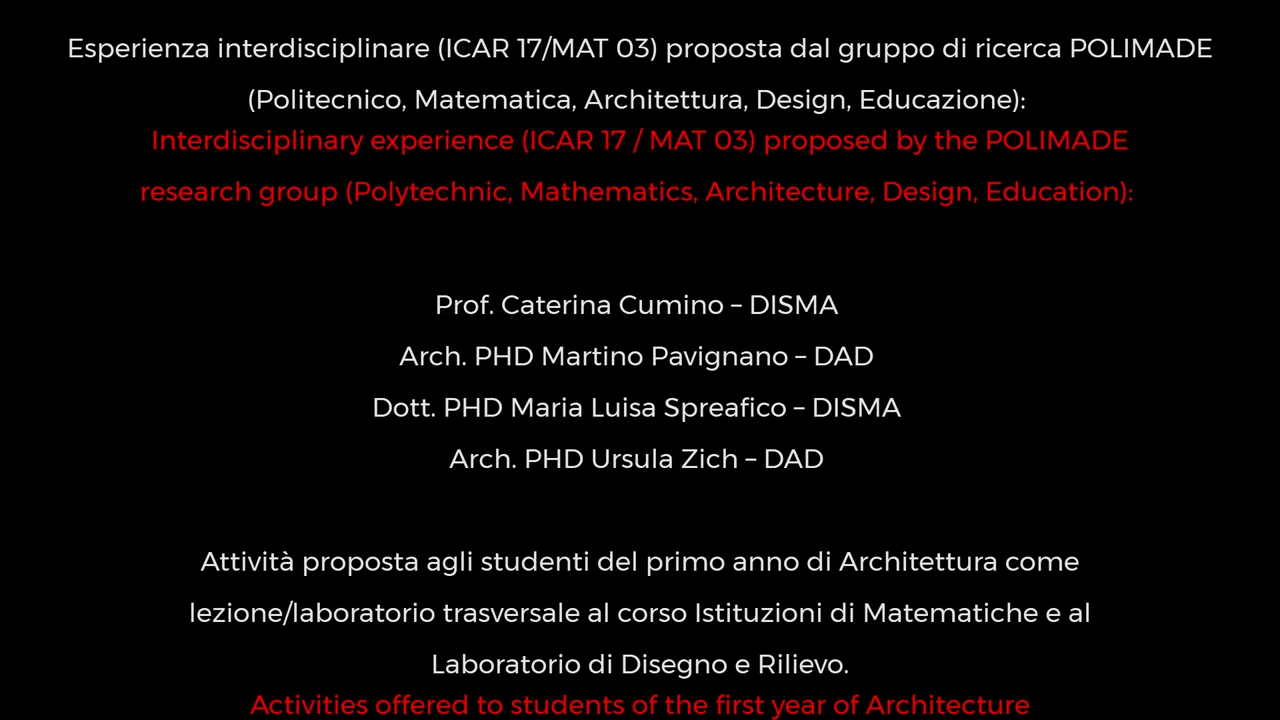 Esperienza interdisciplinare (ICAR 17/MAT 03) proposta dal gruppo di ricerca POLIMADE
(Politecnico, Matematica, Architettura, Design, Educazione):
Interdisciplinary experience (ICAR 17 / MAT 03) proposed by the POLIMADE
research group (Polytechnic, Mathematics, Architecture, Design, Education):
Prof. Caterina Cumino – DISMA
Arch. PHD Martino Pavignano – DAD
Dott. PHD Maria Luisa Spreafico – DISMA
Arch. PHD Ursula Zich – DAD
Attività proposta agli studenti del primo anno di Architettura come
lezione/laboratorio trasversale al corso Istituzioni di Matematiche e al
Laboratorio di Disegno e Rilievo.
Activities offered to students of the first year of Architecture